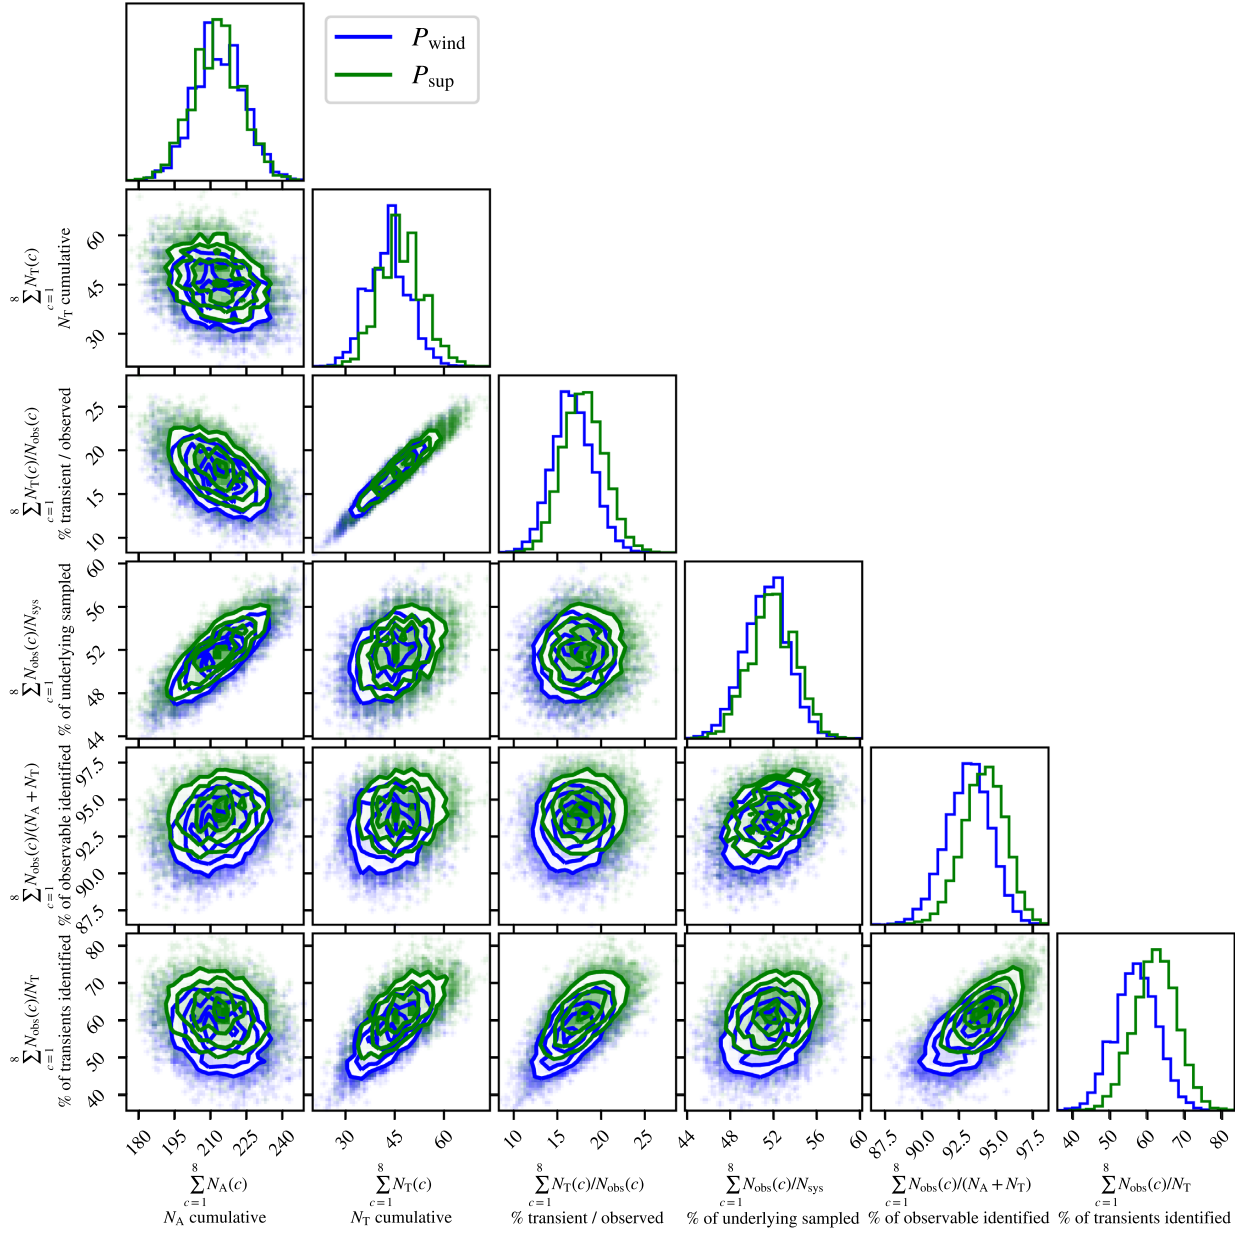 P_wind
P_sup
∑_{c=1}^{8} N_T(c)
N_T cumulative
60
45
30
∑_{c=1}^{8} N_T(c)/N_obs(c)
% transient / observed
25
20
15
10
∑_{c=1}^{8} N_obs(c)/N_sys
% of underlying sampled
60
56
52
48
44
∑_{c=1}^{8} N_obs(c)/(N_A + N_T)
% of observable identified
97.5
95.0
92.5
90.0
87.5
∑_{c=1}^{8} N_obs(c)/N_T
% of transients identified
80
70
60
50
40
180 195 210 225 240 30 45 60 10 15 20 25 44 48 52 56 60 87.5 90.0 92.5 95.0 97.5 40 50 60 70 80
∑_{c=1}^{8} N_A(c) ∑_{c=1}^{8} N_T(c) ∑_{c=1}^{8} N_T(c)/N_obs(c) ∑_{c=1}^{8} N_obs(c)/N_sys ∑_{c=1}^{8} N_obs(c)/(N_A + N_T) ∑_{c=1}^{8} N_obs(c)/N_T
N_A cumulative N_T cumulative % transient / observed % of underlying sampled % of observable identified % of transients identified